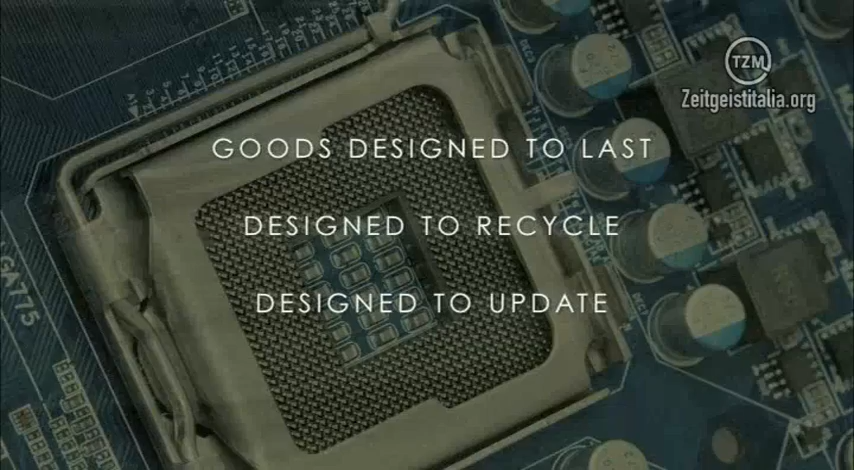 TZM
Zeitgeistitalia.org
GOODS DESIGNED TO LAST
DESIGNED TO RECYCLE
DESIGNED TO UPDATE
GA775